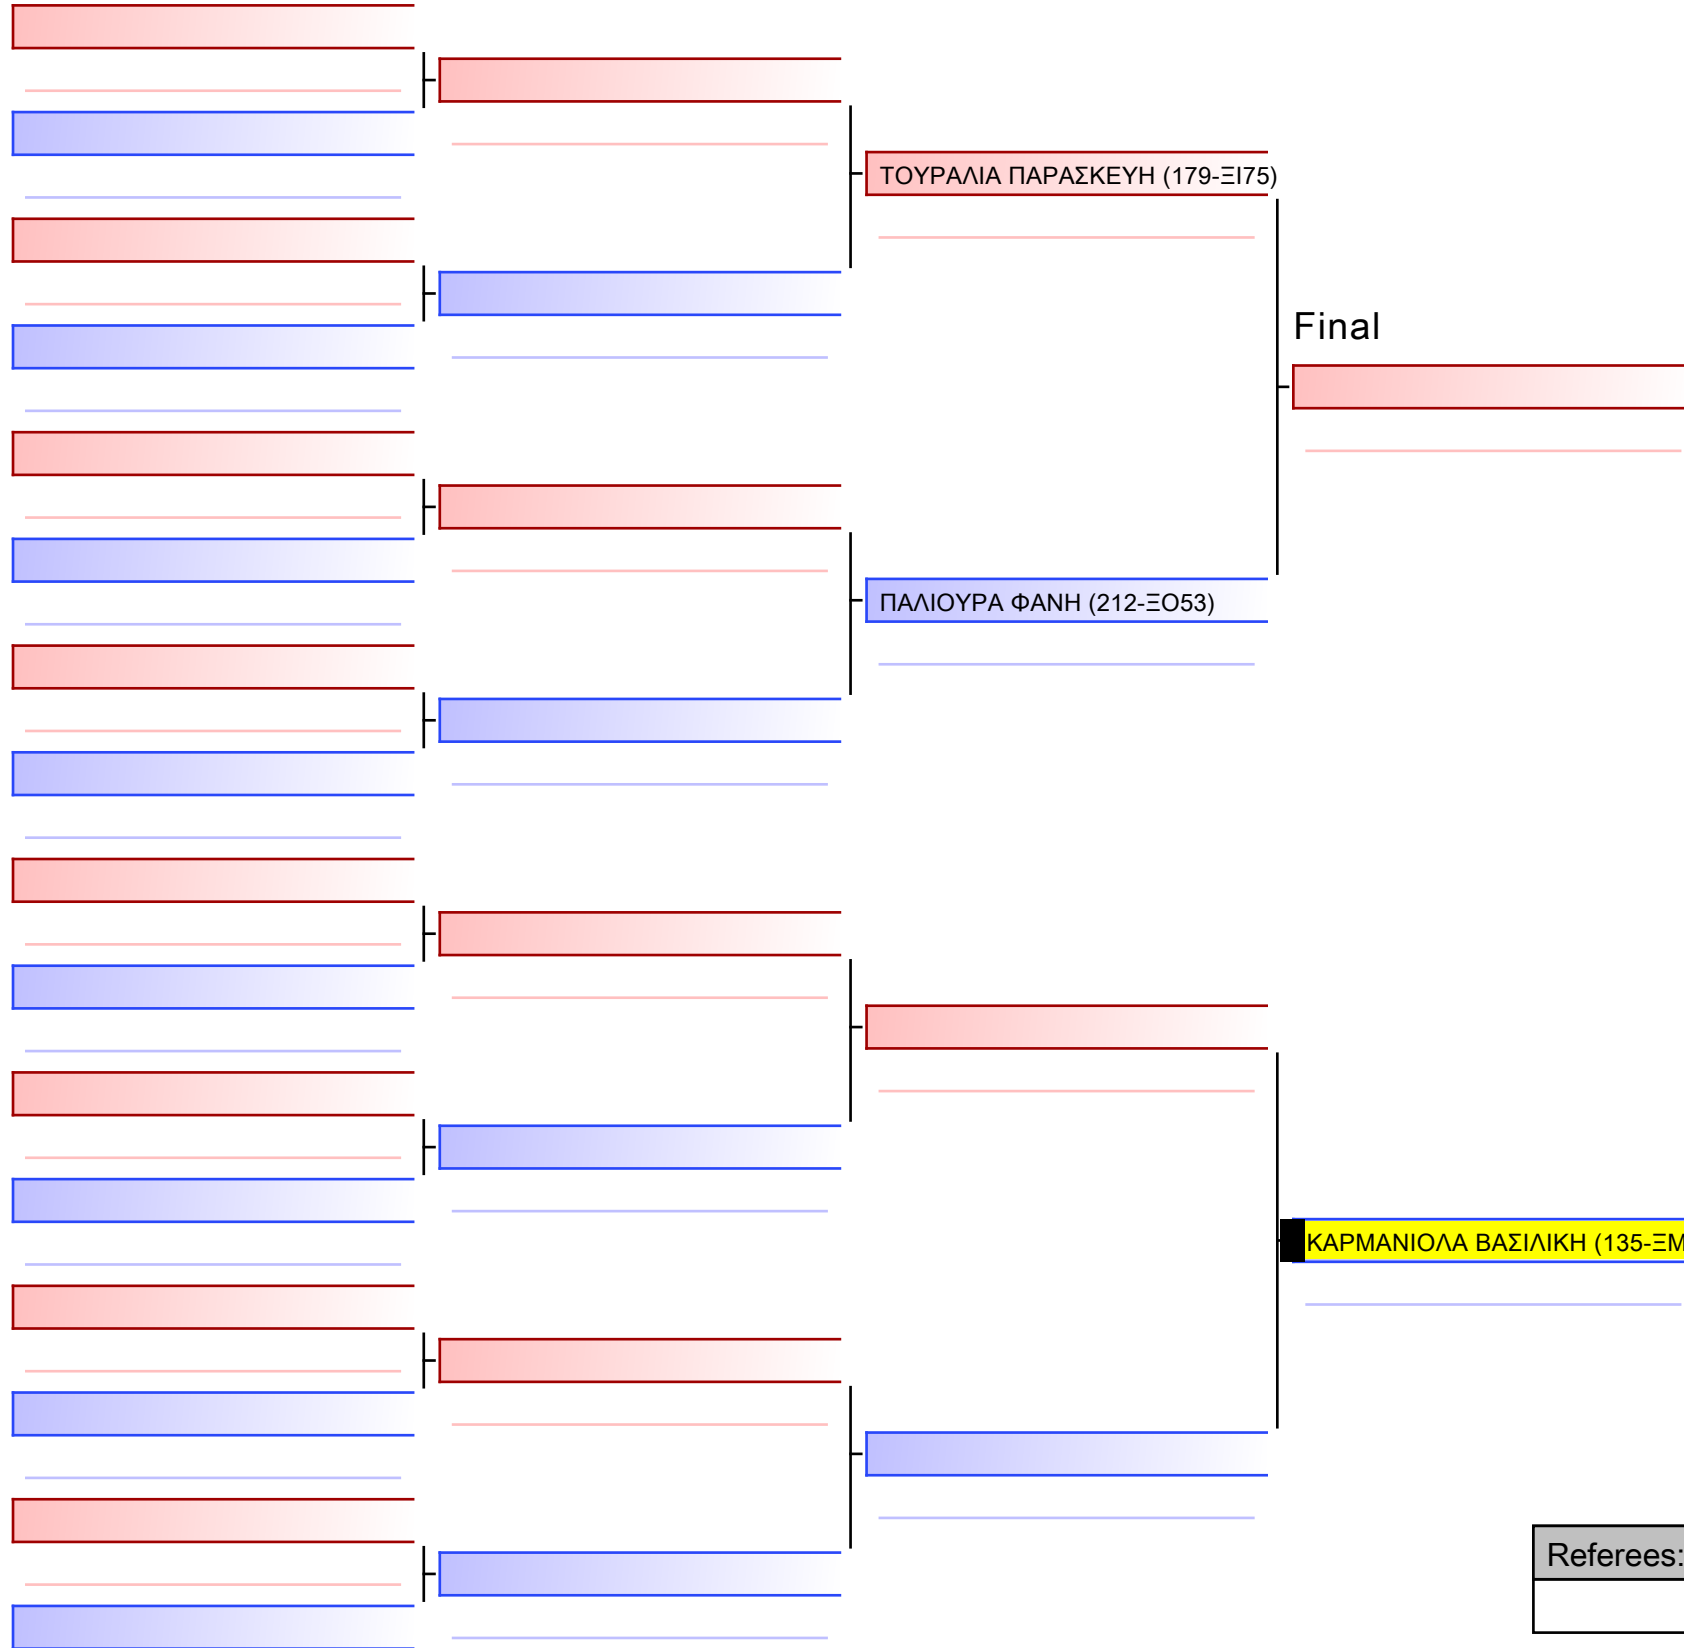 ΤΟΥΡΑΛΙΑ ΠΑΡΑΣΚΕΥΗ (179-ΞΙ75)
Final
ΠΑΛΙΟΥΡΑ ΦΑΝΗ (212-ΞΟ53)
ΚΑΡΜΑΝΙΟΛΑ ΒΑΣΙΛΙΚΗ (135-ΞΜ
Referees: